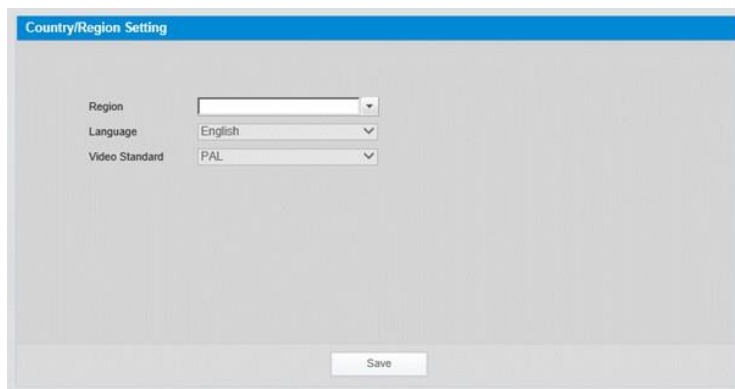 Country/Region Setting
Region
Language English
Video Standard PAL
Save